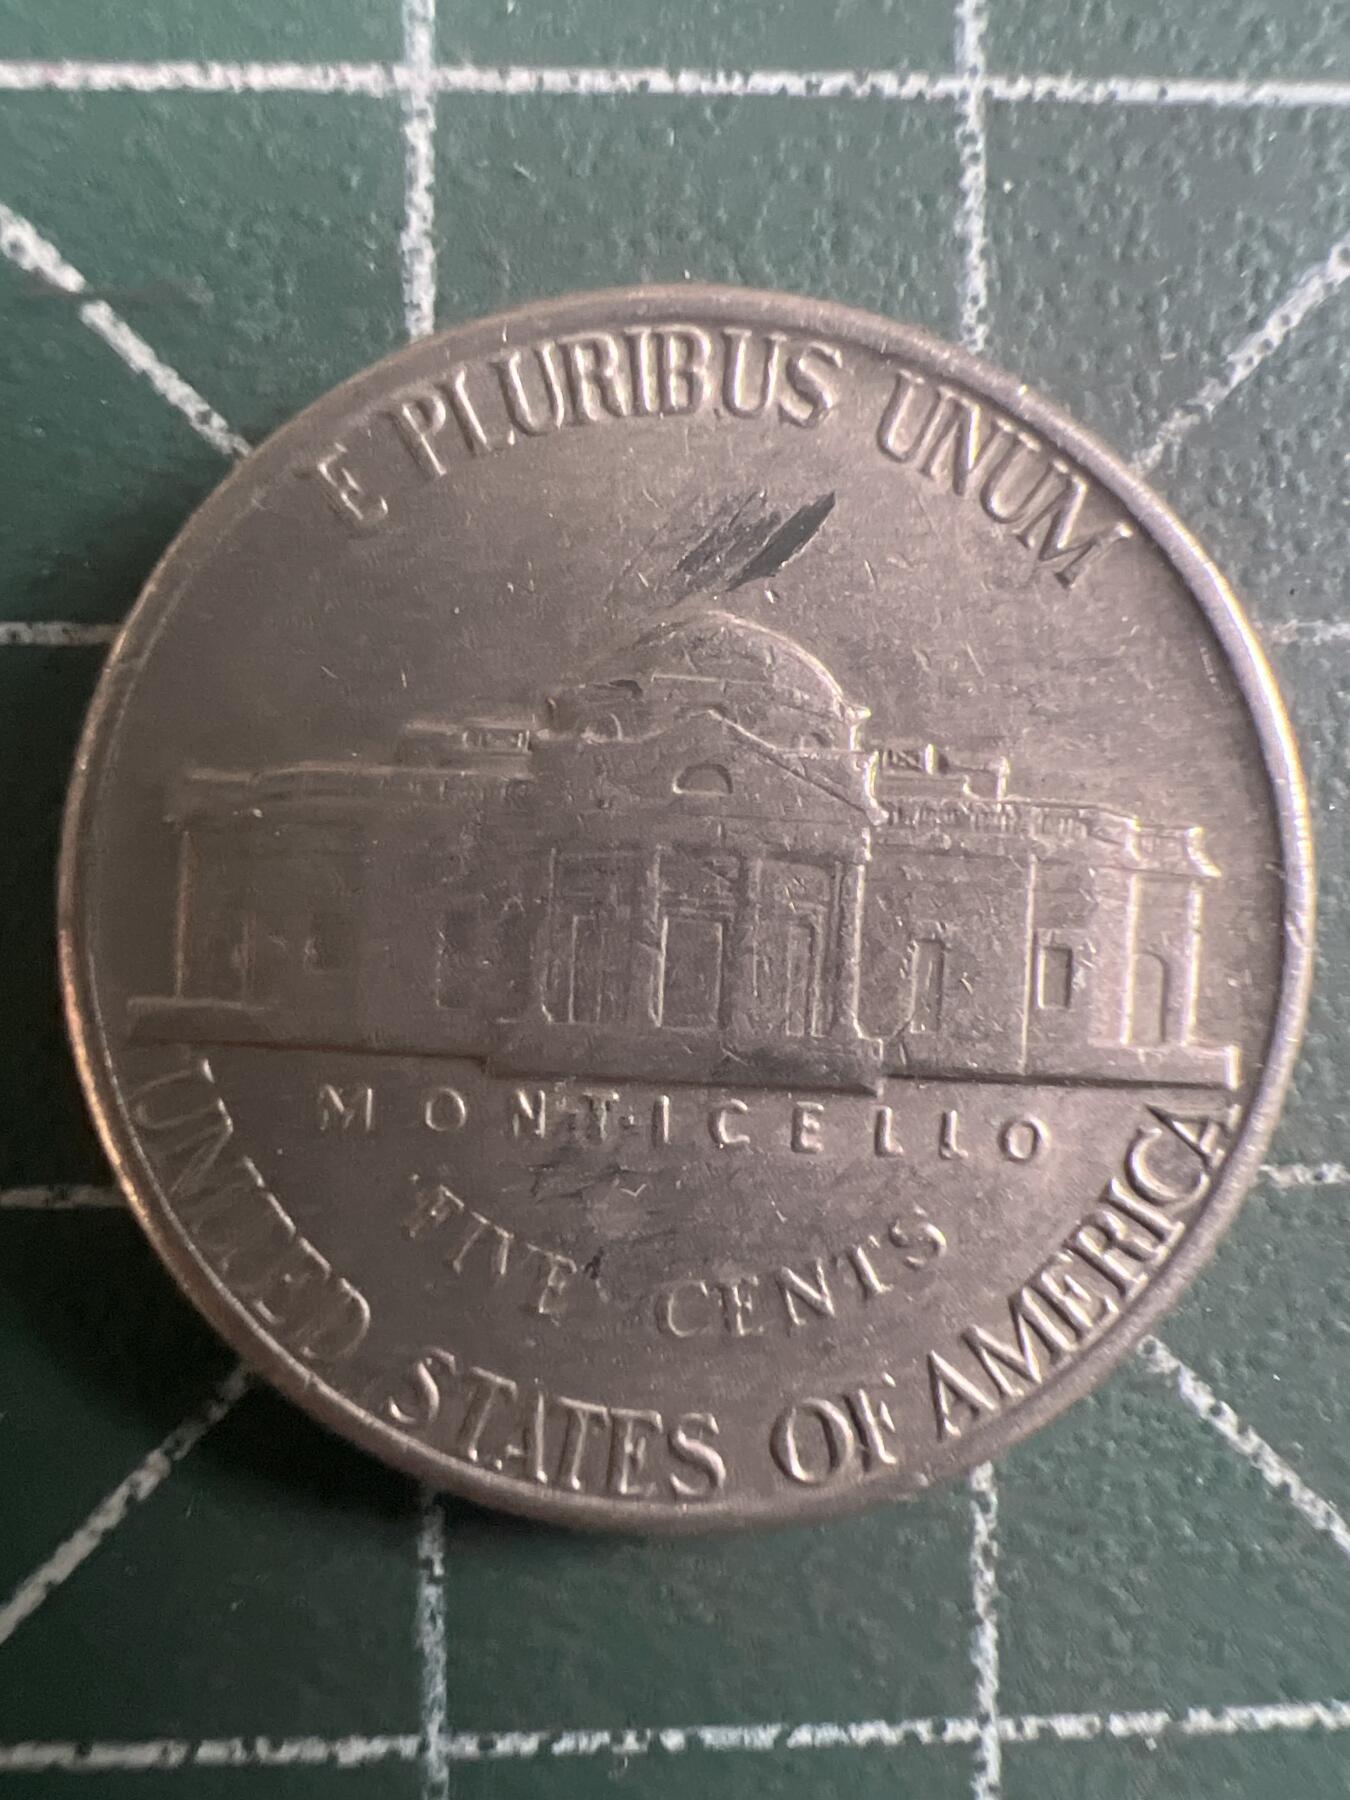 E PLURIBUS UNUM
MONTICELLO
FIVE CENTS
UNITED STATES OF AMERICA